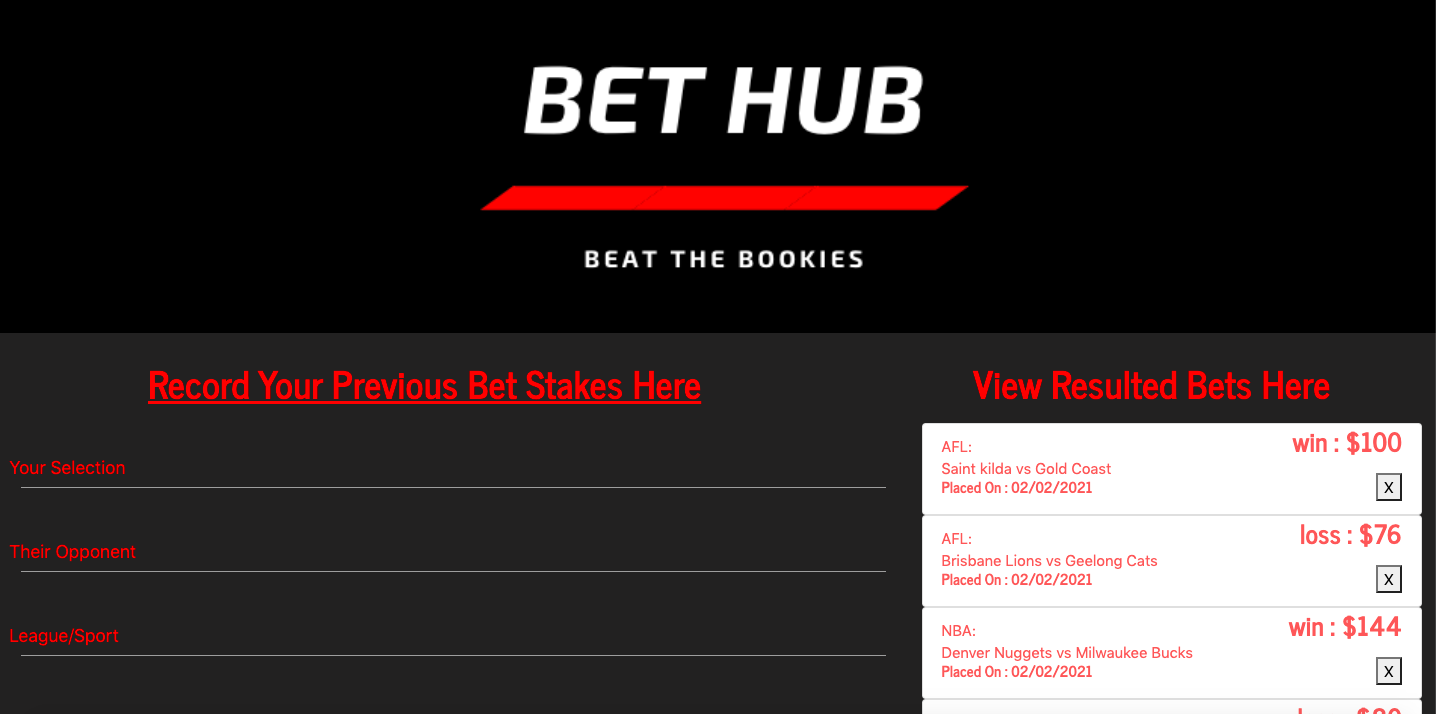 BET HUB
BEAT THE BOOKIES
Record Your Previous Bet Stakes Here
Your Selection
Their Opponent
League/Sport
View Resulted Bets Here
AFL:
win : $100
Saint kilda vs Gold Coast
Placed On : 02/02/2021
X
AFL:
loss : $76
Brisbane Lions vs Geelong Cats
Placed On : 02/02/2021
X
NBA:
win : $144
Denver Nuggets vs Milwaukee Bucks
Placed On : 02/02/2021
X